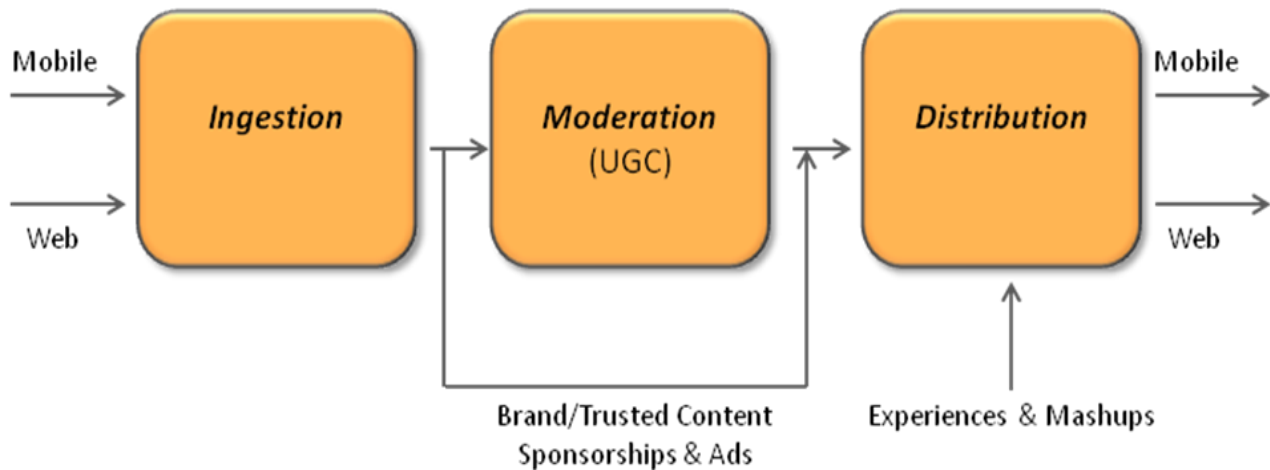 Mobile
Web
Ingestion
Moderation
(UGC)
Distribution
Mobile
Web
Brand/Trusted Content
Sponsorships & Ads
Experiences & Mashups